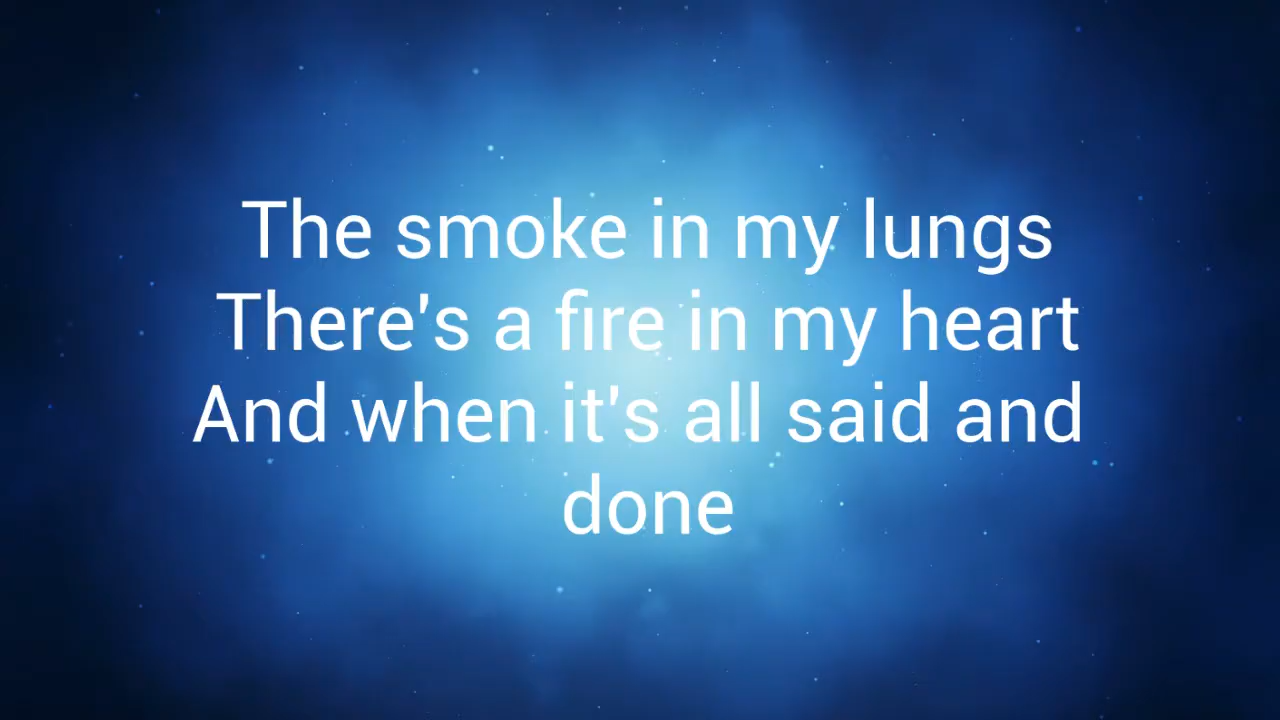 The smoke in my lungs
There's a fire in my heart
And when it's all said and
done